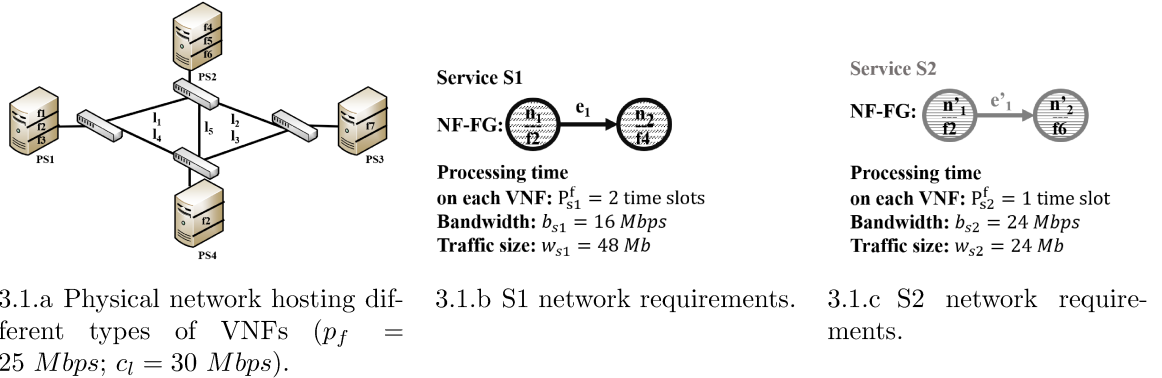 f4
f5
f6
PS2
f1
f2
f3
PS1
l₁
l₄
l₅
l₂
l₃
f7
PS3
f2
PS4
Service S1
NF-FG:
n₁
f2
e₁
n₂
f4
Processing time
on each VNF: P^f_s1 = 2 time slots
Bandwidth: b_s1 = 16 Mbps
Traffic size: w_s1 = 48 Mb
Service S2
NF-FG:
n'₁
f2
e'₁
n'₂
f6
Processing time
on each VNF: P^f_s2 = 1 time slot
Bandwidth: b_s2 = 24 Mbps
Traffic size: w_s2 = 24 Mb
3.1.a Physical network hosting dif-
ferent types of VNFs (p_f =
25 Mbps; c_l = 30 Mbps).
3.1.b S1 network requirements.
3.1.c S2 network require-
ments.